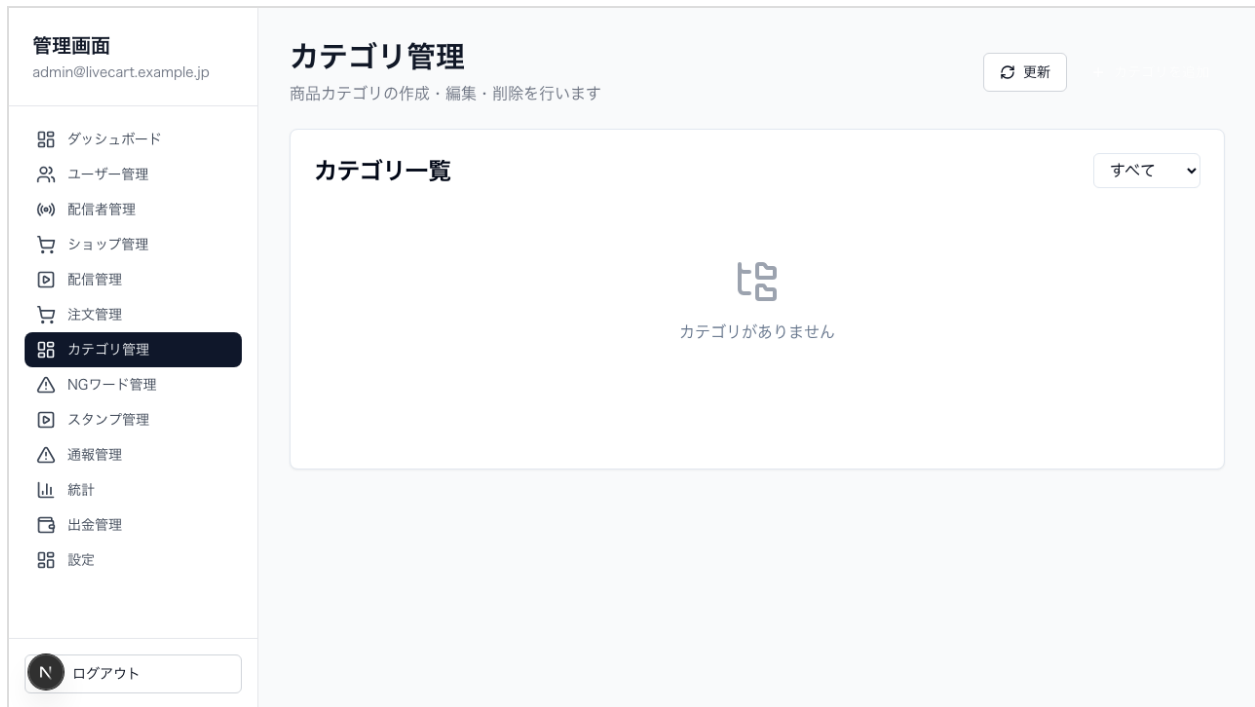 管理画面
admin@livecart.example.jp
ダッシュボード
ユーザー管理
配信者管理
ショップ管理
配信管理
注文管理
カテゴリ管理
NGワード管理
スタンプ管理
通報管理
統計
出金管理
設定
N
ログアウト
カテゴリ管理
商品カテゴリの作成・編集・削除を行います
更新
カテゴリ一覧
すべて
カテゴリがありません